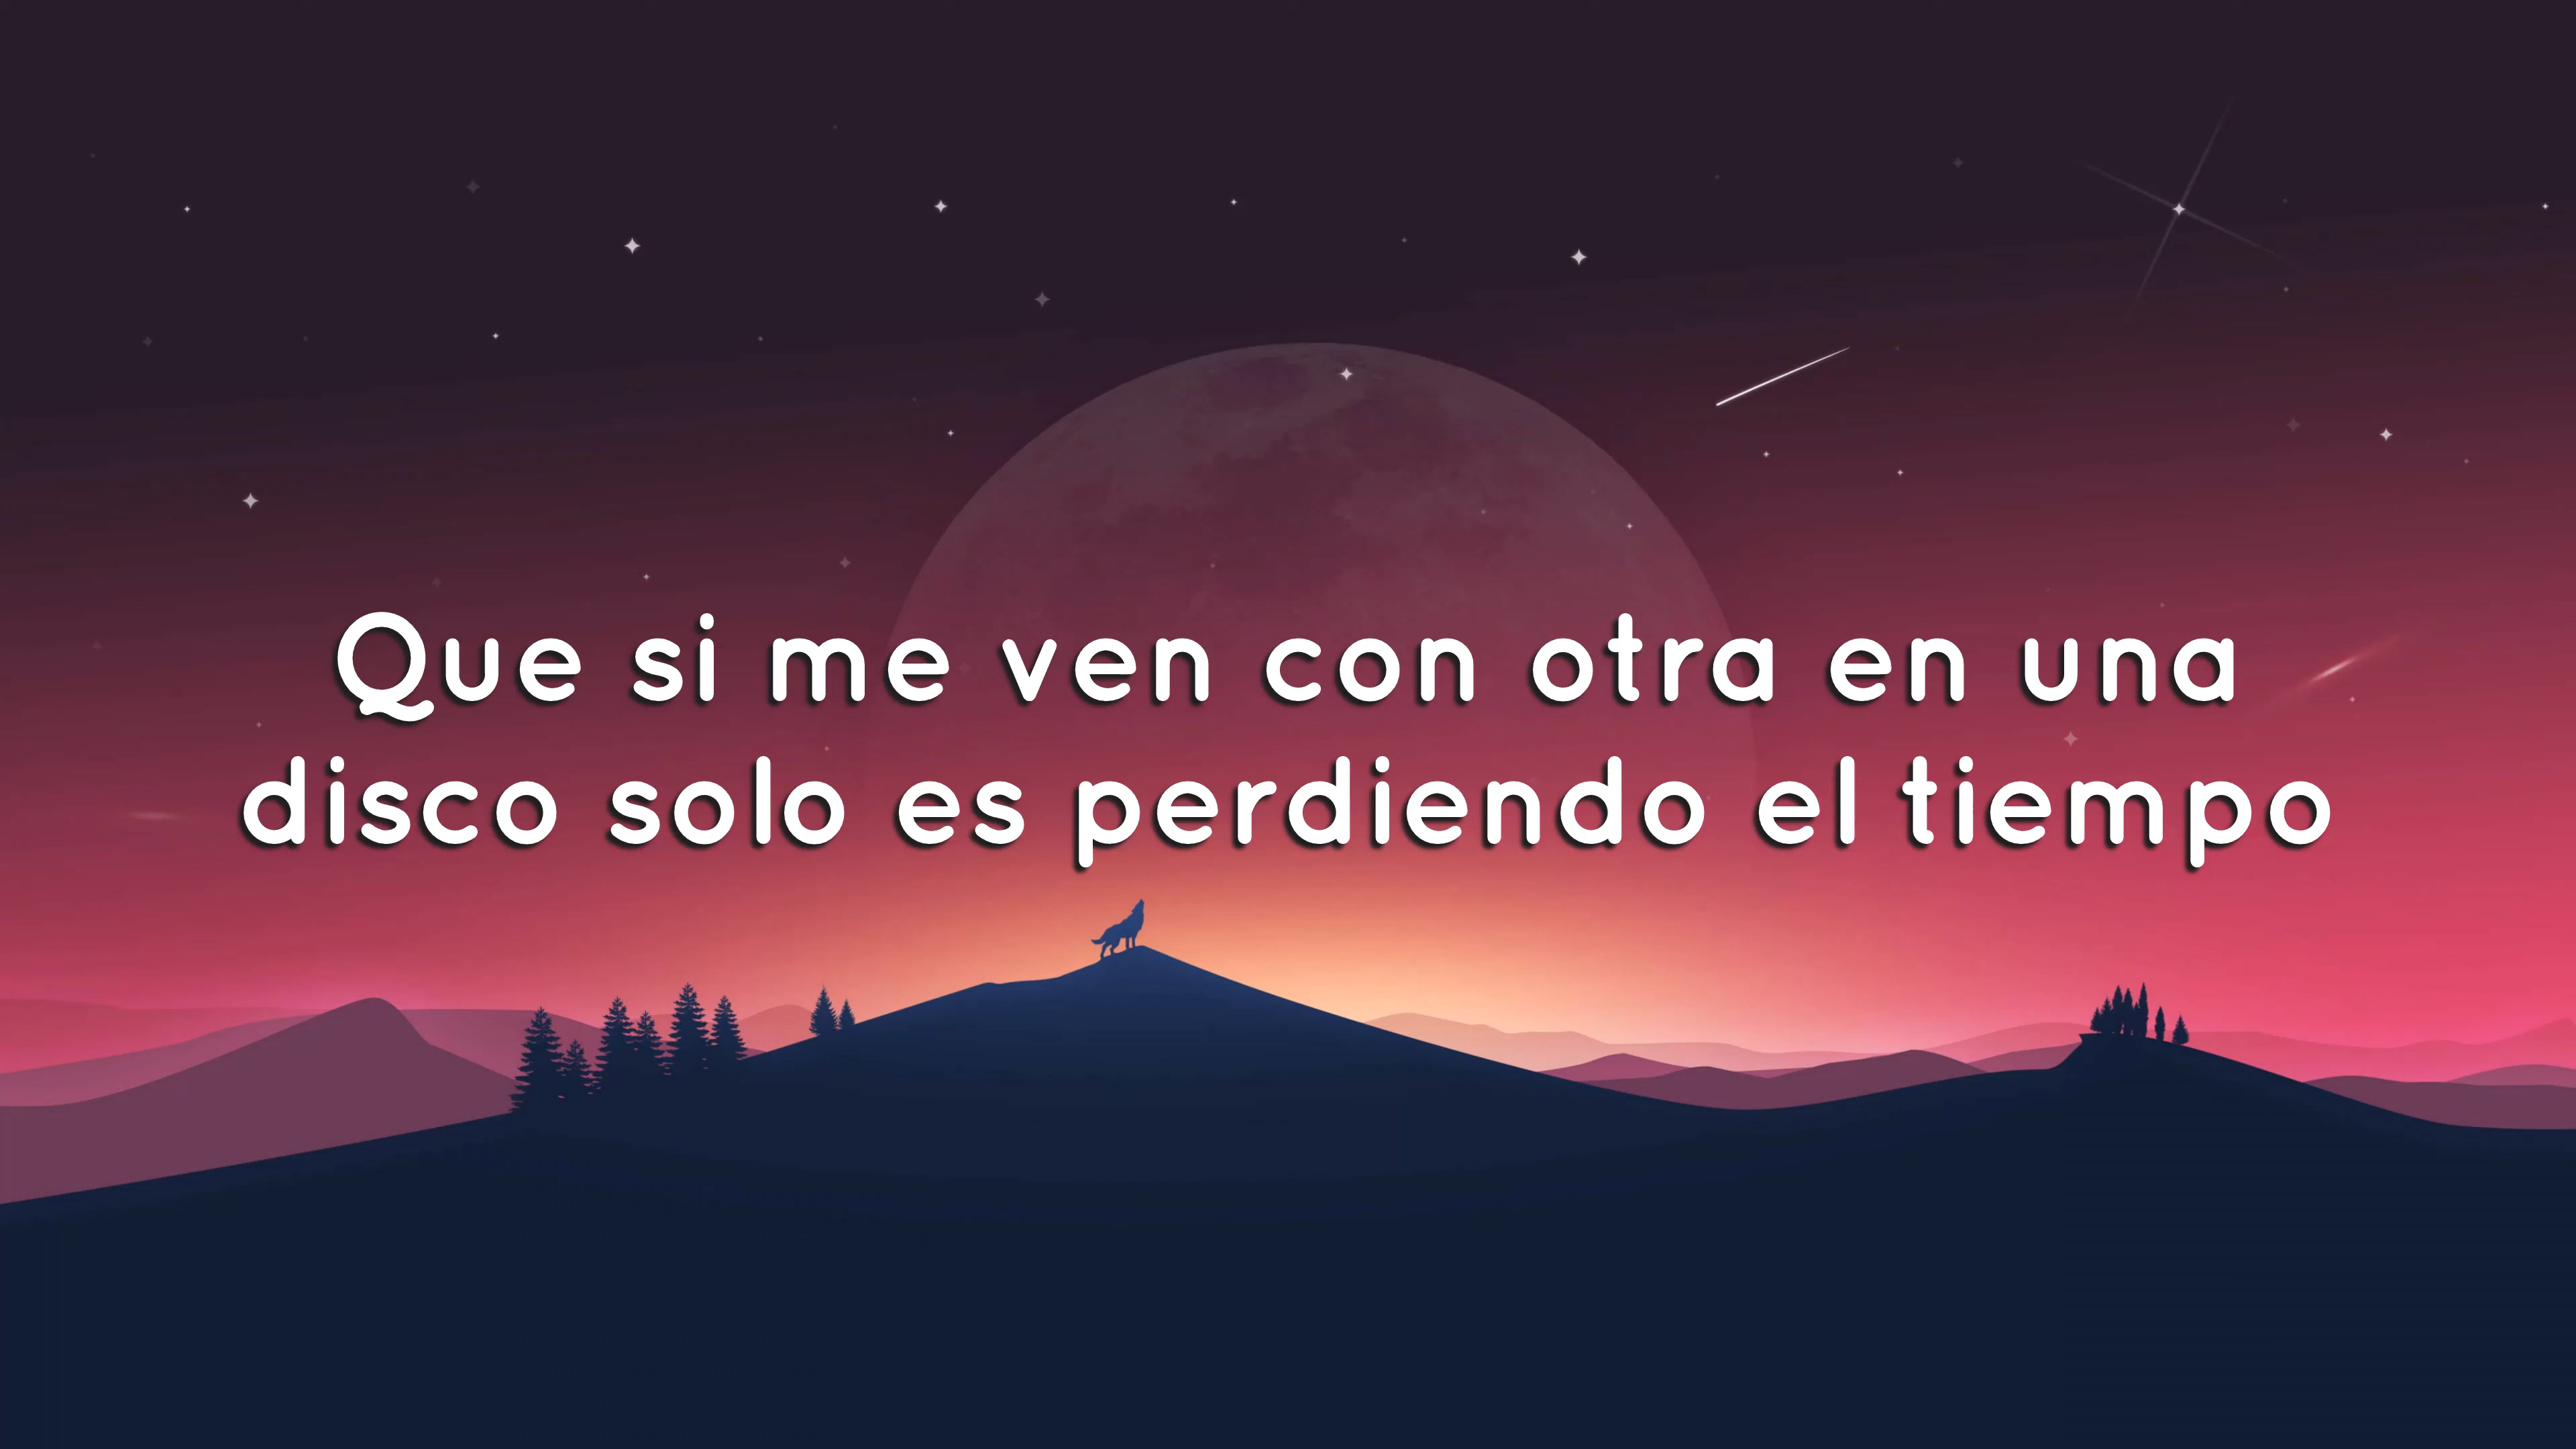 Que si me ven con otra en una
disco solo es perdiendo el tiempo